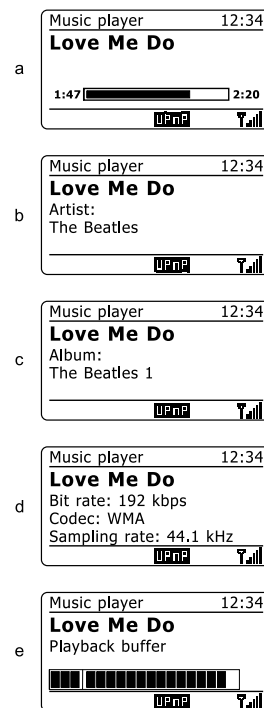 Music player 12:34
Love Me Do
a
1:47 2:20
UPnP
Music player 12:34
Love Me Do
b
Artist:
The Beatles
UPnP
Music player 12:34
Love Me Do
c
Album:
The Beatles 1
UPnP
Music player 12:34
Love Me Do
d
Bit rate: 192 kbps
Codec: WMA
Sampling rate: 44.1 kHz
UPnP
Music player 12:34
Love Me Do
e
Playback buffer
UPnP